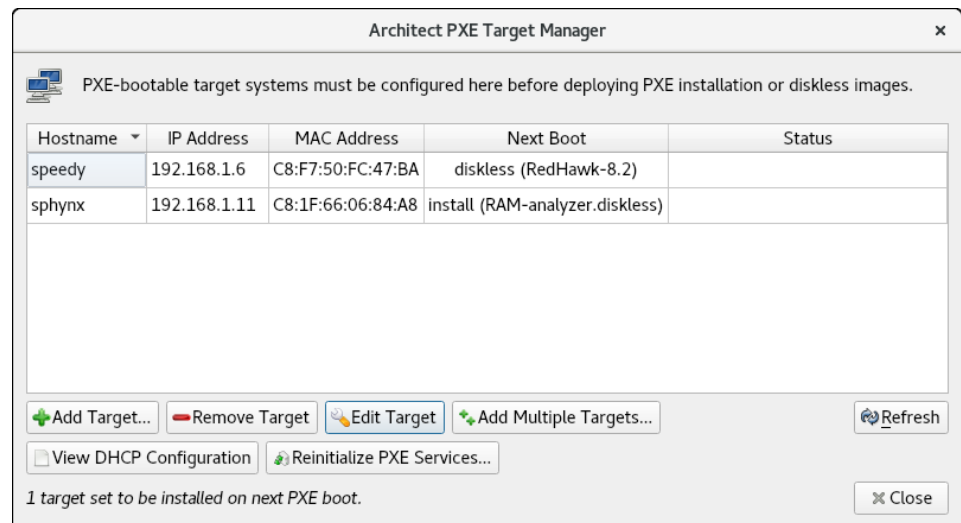 Architect PXE Target Manager
PXE-bootable target systems must be configured here before deploying PXE installation or diskless images.
Hostname IP Address MAC Address Next Boot Status
speedy 192.168.1.6 C8:F7:50:FC:47:BA diskless (RedHawk-8.2)
sphynx 192.168.1.11 C8:1F:66:06:84:A8 install (RAM-analyzer.diskless)
Add Target... Remove Target Edit Target Add Multiple Targets... Refresh
View DHCP Configuration Reinitialize PXE Services...
1 target set to be installed on next PXE boot. Close